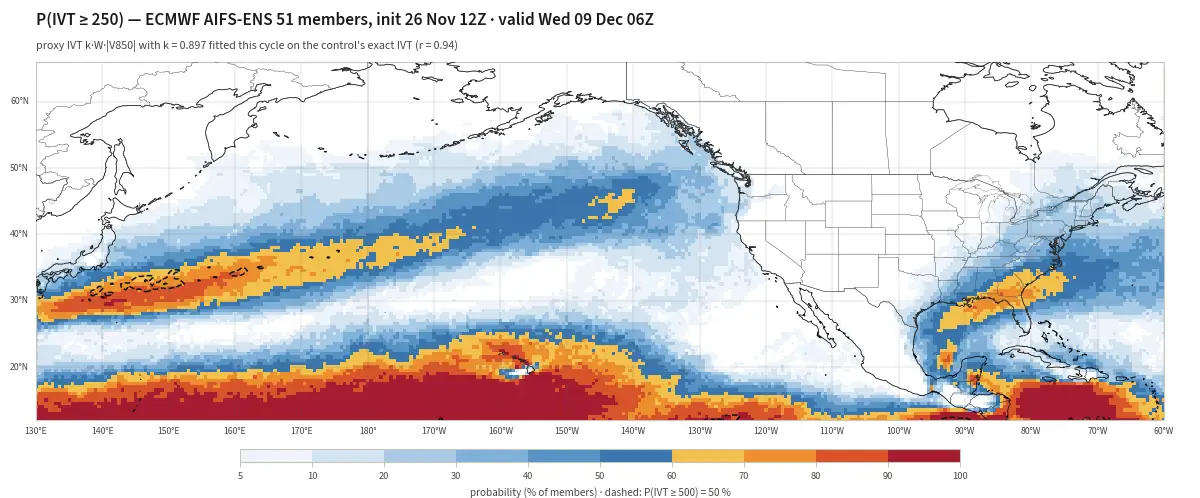 P(IVT ≥ 250) — ECMWF AIFS-ENS 51 members, init 26 Nov 12Z · valid Wed 09 Dec 06Z
proxy IVT k·W·|V850| with k = 0.897 fitted this cycle on the control's exact IVT (r = 0.94)
60°N
50°N
40°N
30°N
20°N
130°E 140°E 150°E 160°E 170°E 180° 170°W 160°W 150°W 140°W 130°W 120°W 110°W 100°W 90°W 80°W 70°W 60°W
5 10 20 30 40 50 60 70 80 90 100
probability (% of members) · dashed: P(IVT ≥ 500) = 50 %